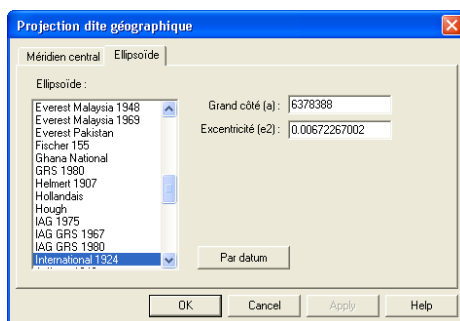 Projection dite géographique
Méridien central
Ellipsoïde
Ellipsoïde :
Everest Malaysia 1948
Everest Malaysia 1969
Everest Pakistan
Fischer 155
Ghana National
GRS 1980
Helmert 1907
Hollandais
Hough
IAG 1975
IAG GRS 1967
IAG GRS 1980
International 1924
Grand côté (a) :
6378388
Excentricité (e2) :
0.00672267002
Par datum
OK
Cancel
Apply
Help